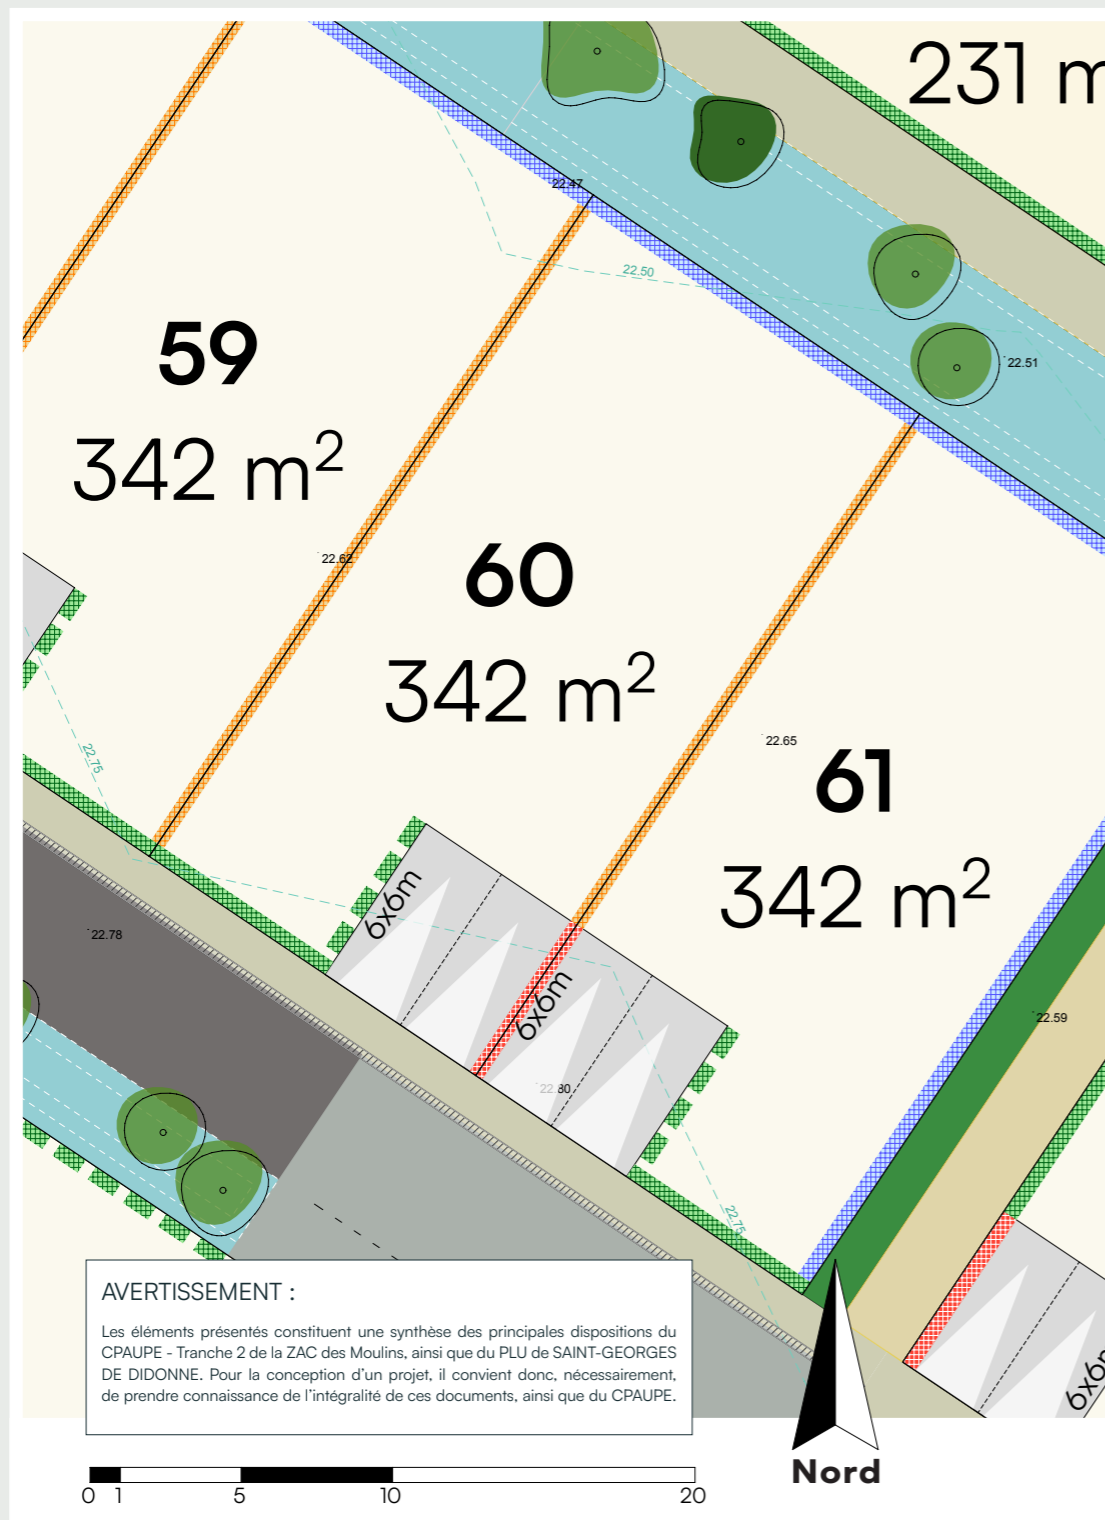 231 m
22.47
22.50
22.51
59
342 m²
22.62
60
342 m²
22.65
61
342 m²
22.75
6x6m
22.78
6x6m
22.59
22.80
22.75
6x6m
AVERTISSEMENT :
Les éléments présentés constituent une synthèse des principales dispositions du
CPAUPE - Tranche 2 de la ZAC des Moulins, ainsi que du PLU de SAINT-GEORGES
DE DIDONNE. Pour la conception d'un projet, il convient donc, nécessairement,
de prendre connaissance de l'intégralité de ces documents, ainsi que du CPAUPE.
Nord
0 1 5 10 20